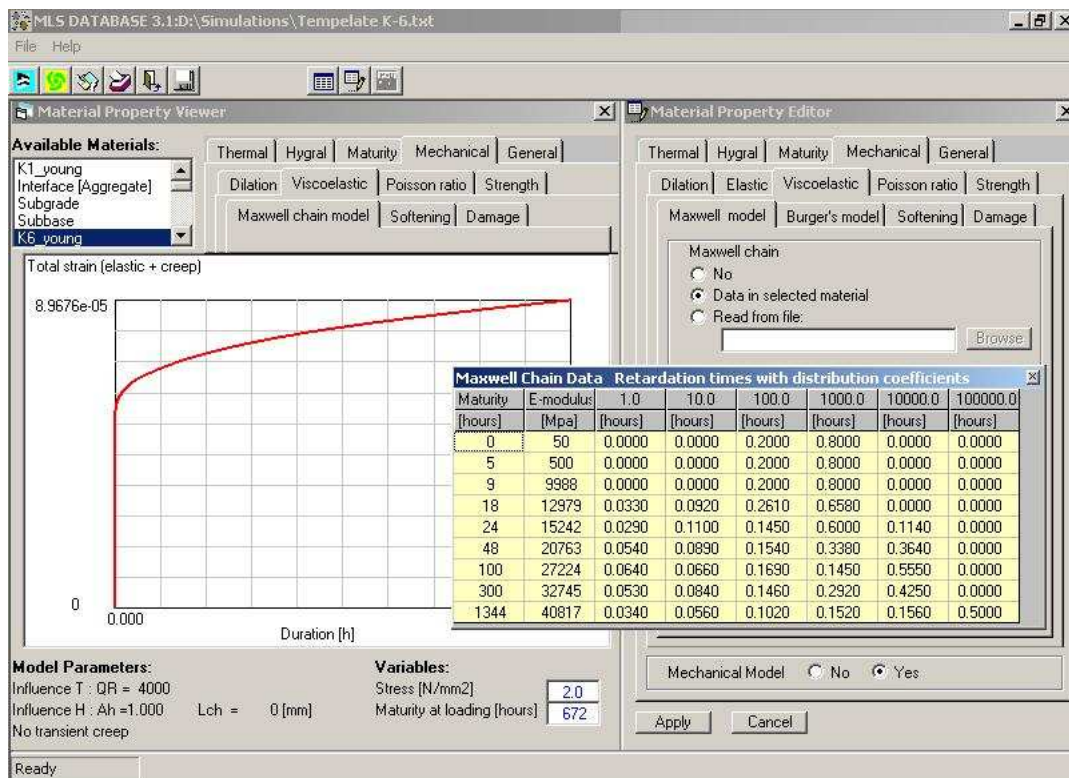 MLS DATABASE 3.1:D:\Simulations\Tempelate K-6.txt
File Help
Material Property Viewer
Available Materials:
K1_young
Interface [Aggregate]
Subgrade
Subbase
K6_young
Thermal Hygral Maturity Mechanical General
Dilation Viscoelastic Poisson ratio Strength
Maxwell chain model Softening Damage
Total strain (elastic + creep)
8.9676e-05
0
0.000
Duration [h]
Model Parameters:
Influence T : QR = 4000
Influence H : Ah =1.000 Lch = 0 [mm]
No transient creep
Variables:
Stress [N/mm2] 2.0
Maturity at loading [hours] 672
Material Property Editor
Thermal Hygral Maturity Mechanical General
Dilation Elastic Viscoelastic Poisson ratio Strength
Maxwell model Burger's model Softening Damage
Maxwell chain
No
Data in selected material
Read from file:
Browse
Maxwell Chain Data Retardation times with distribution coefficients
Maturity E-modulus 1.0 10.0 100.0 1000.0 10000.0 100000.0
[hours] [Mpa] [hours] [hours] [hours] [hours] [hours] [hours]
0 50 0.0000 0.0000 0.2000 0.8000 0.0000 0.0000
5 500 0.0000 0.0000 0.2000 0.8000 0.0000 0.0000
9 9988 0.0000 0.0000 0.2000 0.8000 0.0000 0.0000
18 12979 0.0330 0.0920 0.2610 0.6580 0.0000 0.0000
24 15242 0.0290 0.1100 0.1450 0.6000 0.1140 0.0000
48 20763 0.0540 0.0890 0.1540 0.3380 0.3640 0.0000
100 27224 0.0640 0.0660 0.1690 0.1450 0.5550 0.0000
300 32745 0.0530 0.0840 0.1460 0.2920 0.4250 0.0000
1344 40817 0.0340 0.0560 0.1020 0.1520 0.1560 0.5000
Mechanical Model No Yes
Apply Cancel
Ready